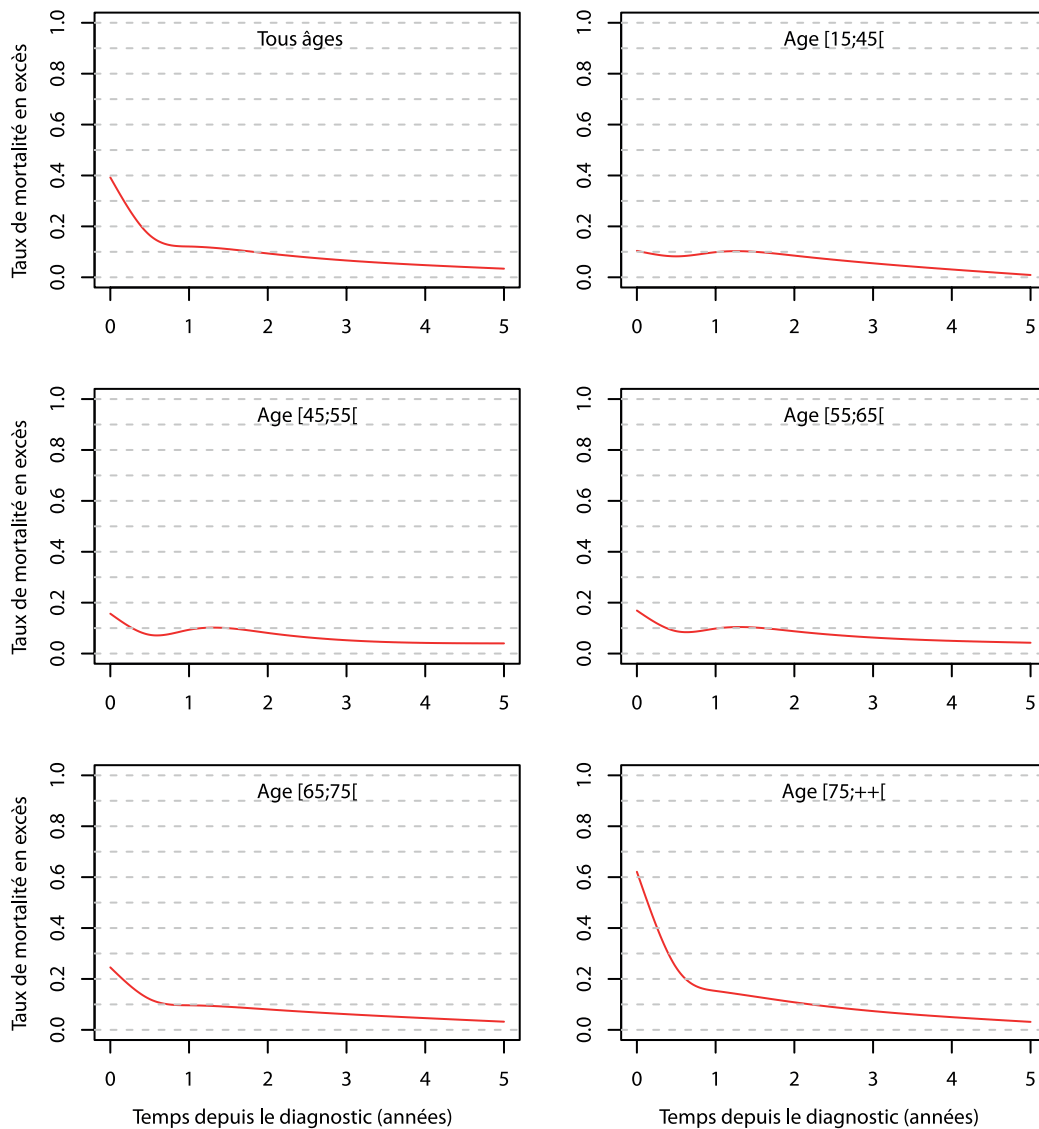 Tous âges
Taux de mortalité en excès
1.0
0.8
0.6
0.4
0.2
0.0
0 1 2 3 4 5
Age [15;45[
1.0
0.8
0.6
0.4
0.2
0.0
0 1 2 3 4 5
Age [45;55[
Taux de mortalité en excès
1.0
0.8
0.6
0.4
0.2
0.0
0 1 2 3 4 5
Age [55;65[
1.0
0.8
0.6
0.4
0.2
0.0
0 1 2 3 4 5
Age [65;75[
Taux de mortalité en excès
1.0
0.8
0.6
0.4
0.2
0.0
0 1 2 3 4 5
Temps depuis le diagnostic (années)
Age [75;++[
1.0
0.8
0.6
0.4
0.2
0.0
0 1 2 3 4 5
Temps depuis le diagnostic (années)